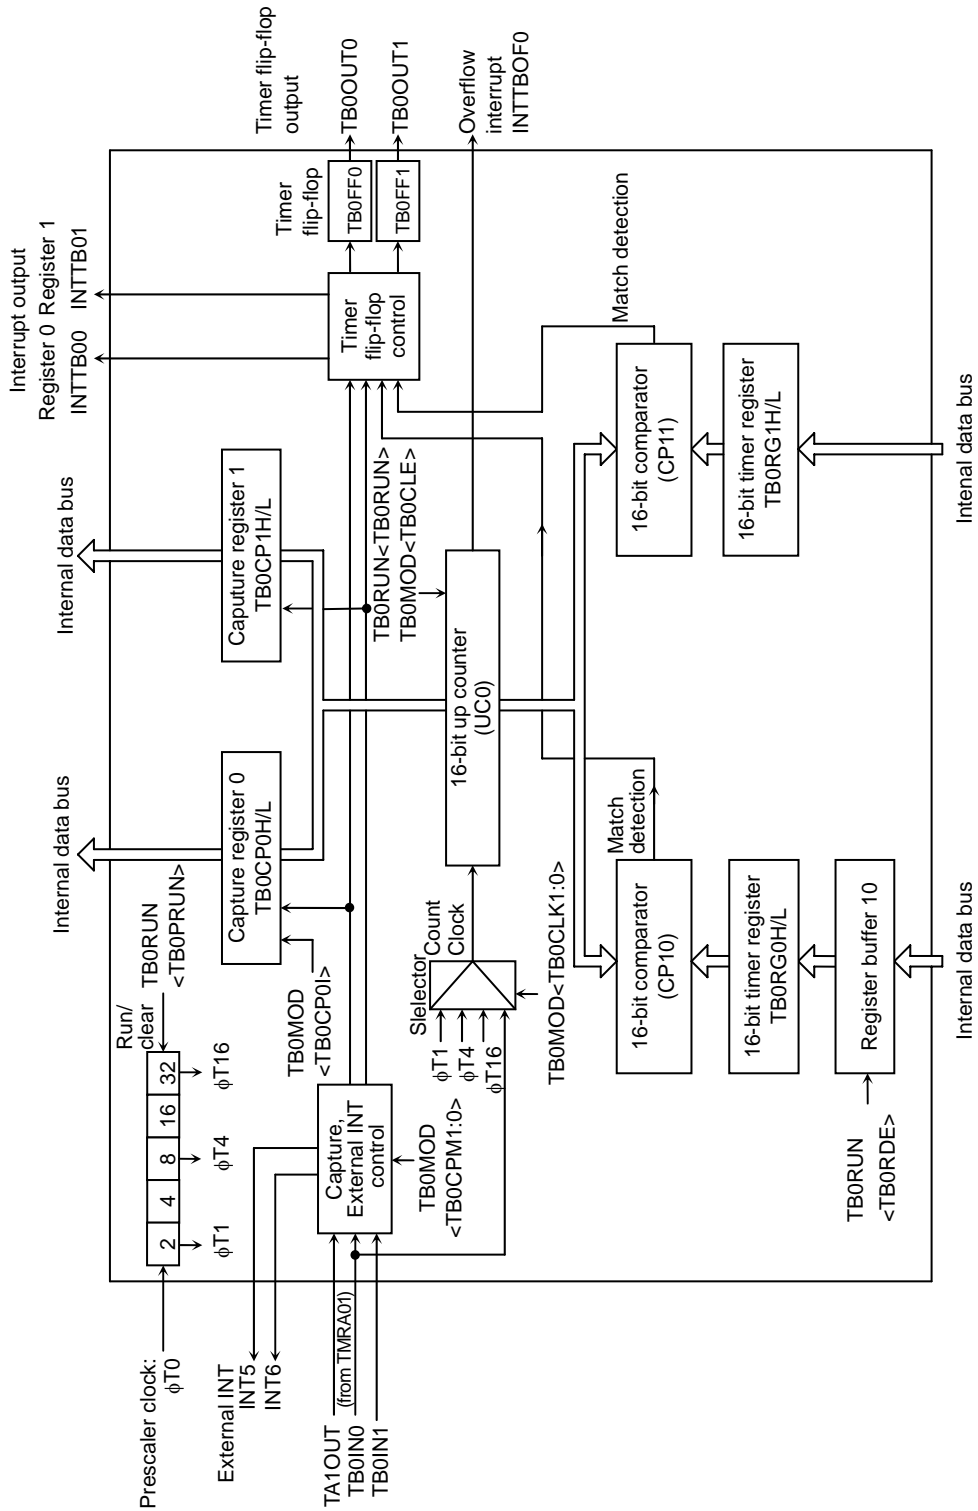 Prescaler clock:
φT0
2
4
8
16
32
Run/
clear
TB0RUN
<TB0PRUN>
φT1
φT4
φT16
Internal data bus
Internal data bus
Interrupt output
Register 0 Register 1
INTTB00 INTTB01
External INT
INT5
INT6
TA1OUT
(from TMRA01)
TB0IN0
TB0IN1
Capture,
External INT
control
TB0MOD
<TB0CPM1:0>
TB0MOD
<TB0CP0I>
Capture register 0
TB0CP0H/L
Caputure register 1
TB0CP1H/L
Timer
flip-flop
control
Timer
flip-flop
TB0FF0
TB0FF1
Timer flip-flop
output
TB0OUT0
TB0OUT1
TB0RUN<TB0RUN>
TB0MOD<TB0CLE>
Slelector
φT1
φT4
φT16
Count
Clock
TB0MOD<TB0CLK1:0>
16-bit up counter
(UC0)
Overflow
interrupt
INTTBOF0
Match
detection
Match detection
16-bit comparator
(CP10)
16-bit comparator
(CP11)
16-bit timer register
TB0RG0H/L
16-bit timer register
TB0RG1H/L
Register buffer 10
TB0RUN
<TB0RDE>
Internal data bus
Intenal data bus